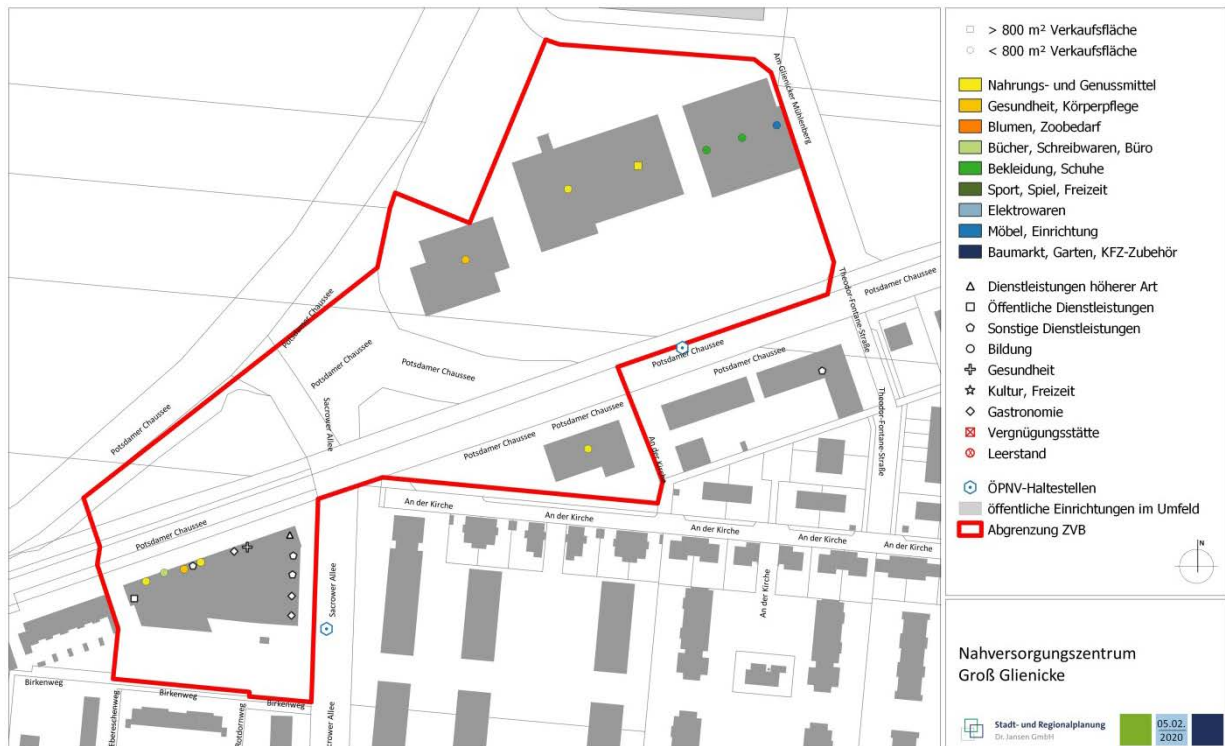 Am Glienicker Mühlenberg
Potsdamer Chaussee
Theodor-Fontane-Straße
Potsdamer Chaussee
Potsdamer Chaussee
Potsdamer Chaussee
Potsdamer Chaussee
Potsdamer Chaussee
Potsdamer Chaussee
Sacrower Allee
Potsdamer Chaussee
Potsdamer Chaussee
Theodor-Fontane-Straße
Potsdamer Chaussee
An der Kirche
An der Kirche
An der Kirche
An der Kirche
An der Kirche
An der Kirche
Potsdamer Chaussee
Sacrower Allee
An der Kirche
Birkenweg
Birkenweg
Birkenweg
Ebereschenweg
Rotdornweg
Sacrower Allee
> 800 m² Verkaufsfläche
< 800 m² Verkaufsfläche
Nahrungs- und Genussmittel
Gesundheit, Körperpflege
Blumen, Zoobedarf
Bücher, Schreibwaren, Büro
Bekleidung, Schuhe
Sport, Spiel, Freizeit
Elektrowaren
Möbel, Einrichtung
Baumarkt, Garten, KFZ-Zubehör
Dienstleistungen höherer Art
Öffentliche Dienstleistungen
Sonstige Dienstleistungen
Bildung
Gesundheit
Kultur, Freizeit
Gastronomie
Vergnügungsstätte
Leerstand
ÖPNV-Haltestellen
öffentliche Einrichtungen im Umfeld
Abgrenzung ZVB
N
Nahversorgungszentrum
Groß Glienicke
Stadt- und Regionalplanung
Dr. Jansen GmbH
05.02.
2020